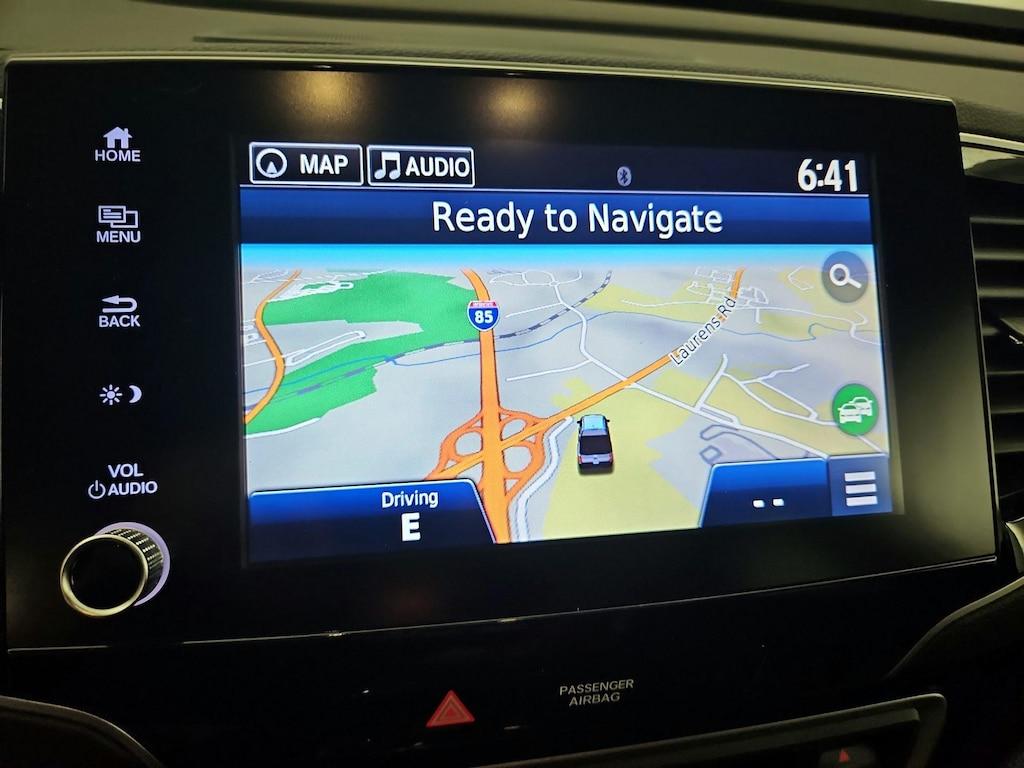 HOME
MENU
BACK
VOL
AUDIO
MAP
AUDIO
6:41
Ready to Navigate
85
Laurens Rd
Driving
E
--
PASSENGER
AIRBAG